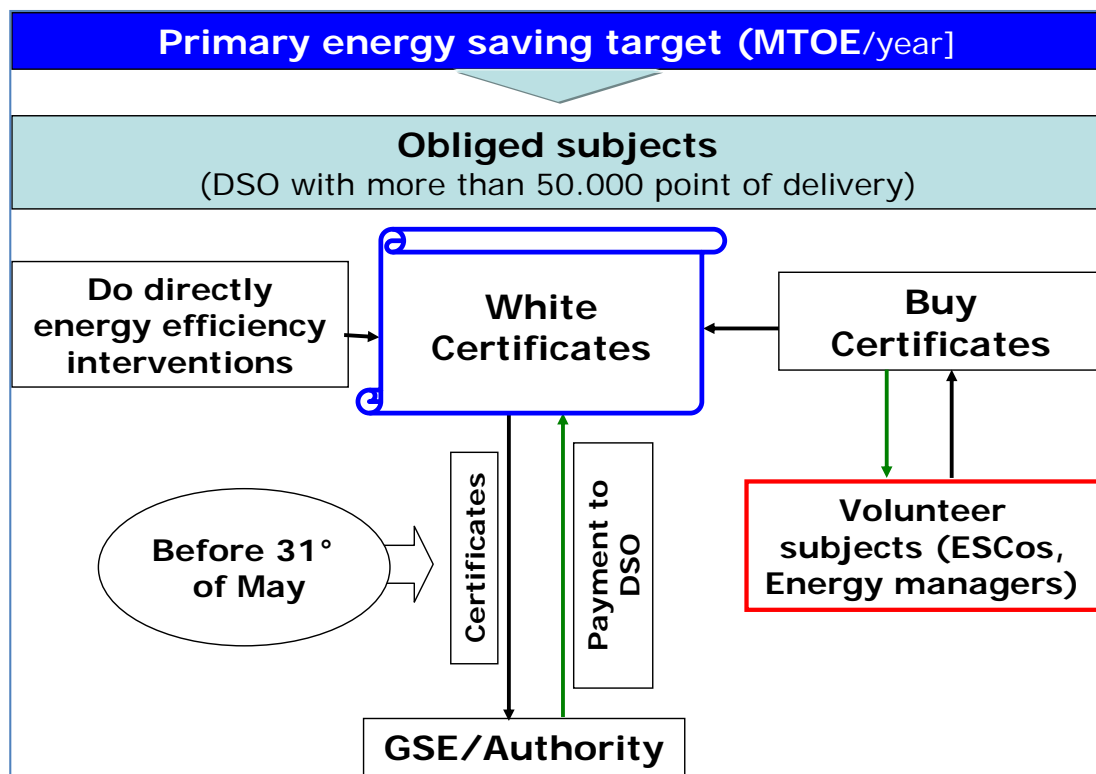 Primary energy saving target (MTOE/year]
Obliged subjects
(DSO with more than 50.000 point of delivery)
Do directly
energy efficiency
interventions
White
Certificates
Buy
Certificates
Before 31°
of May
Certificates
Payment to
DSO
Volunteer
subjects (ESCos,
Energy managers)
GSE/Authority